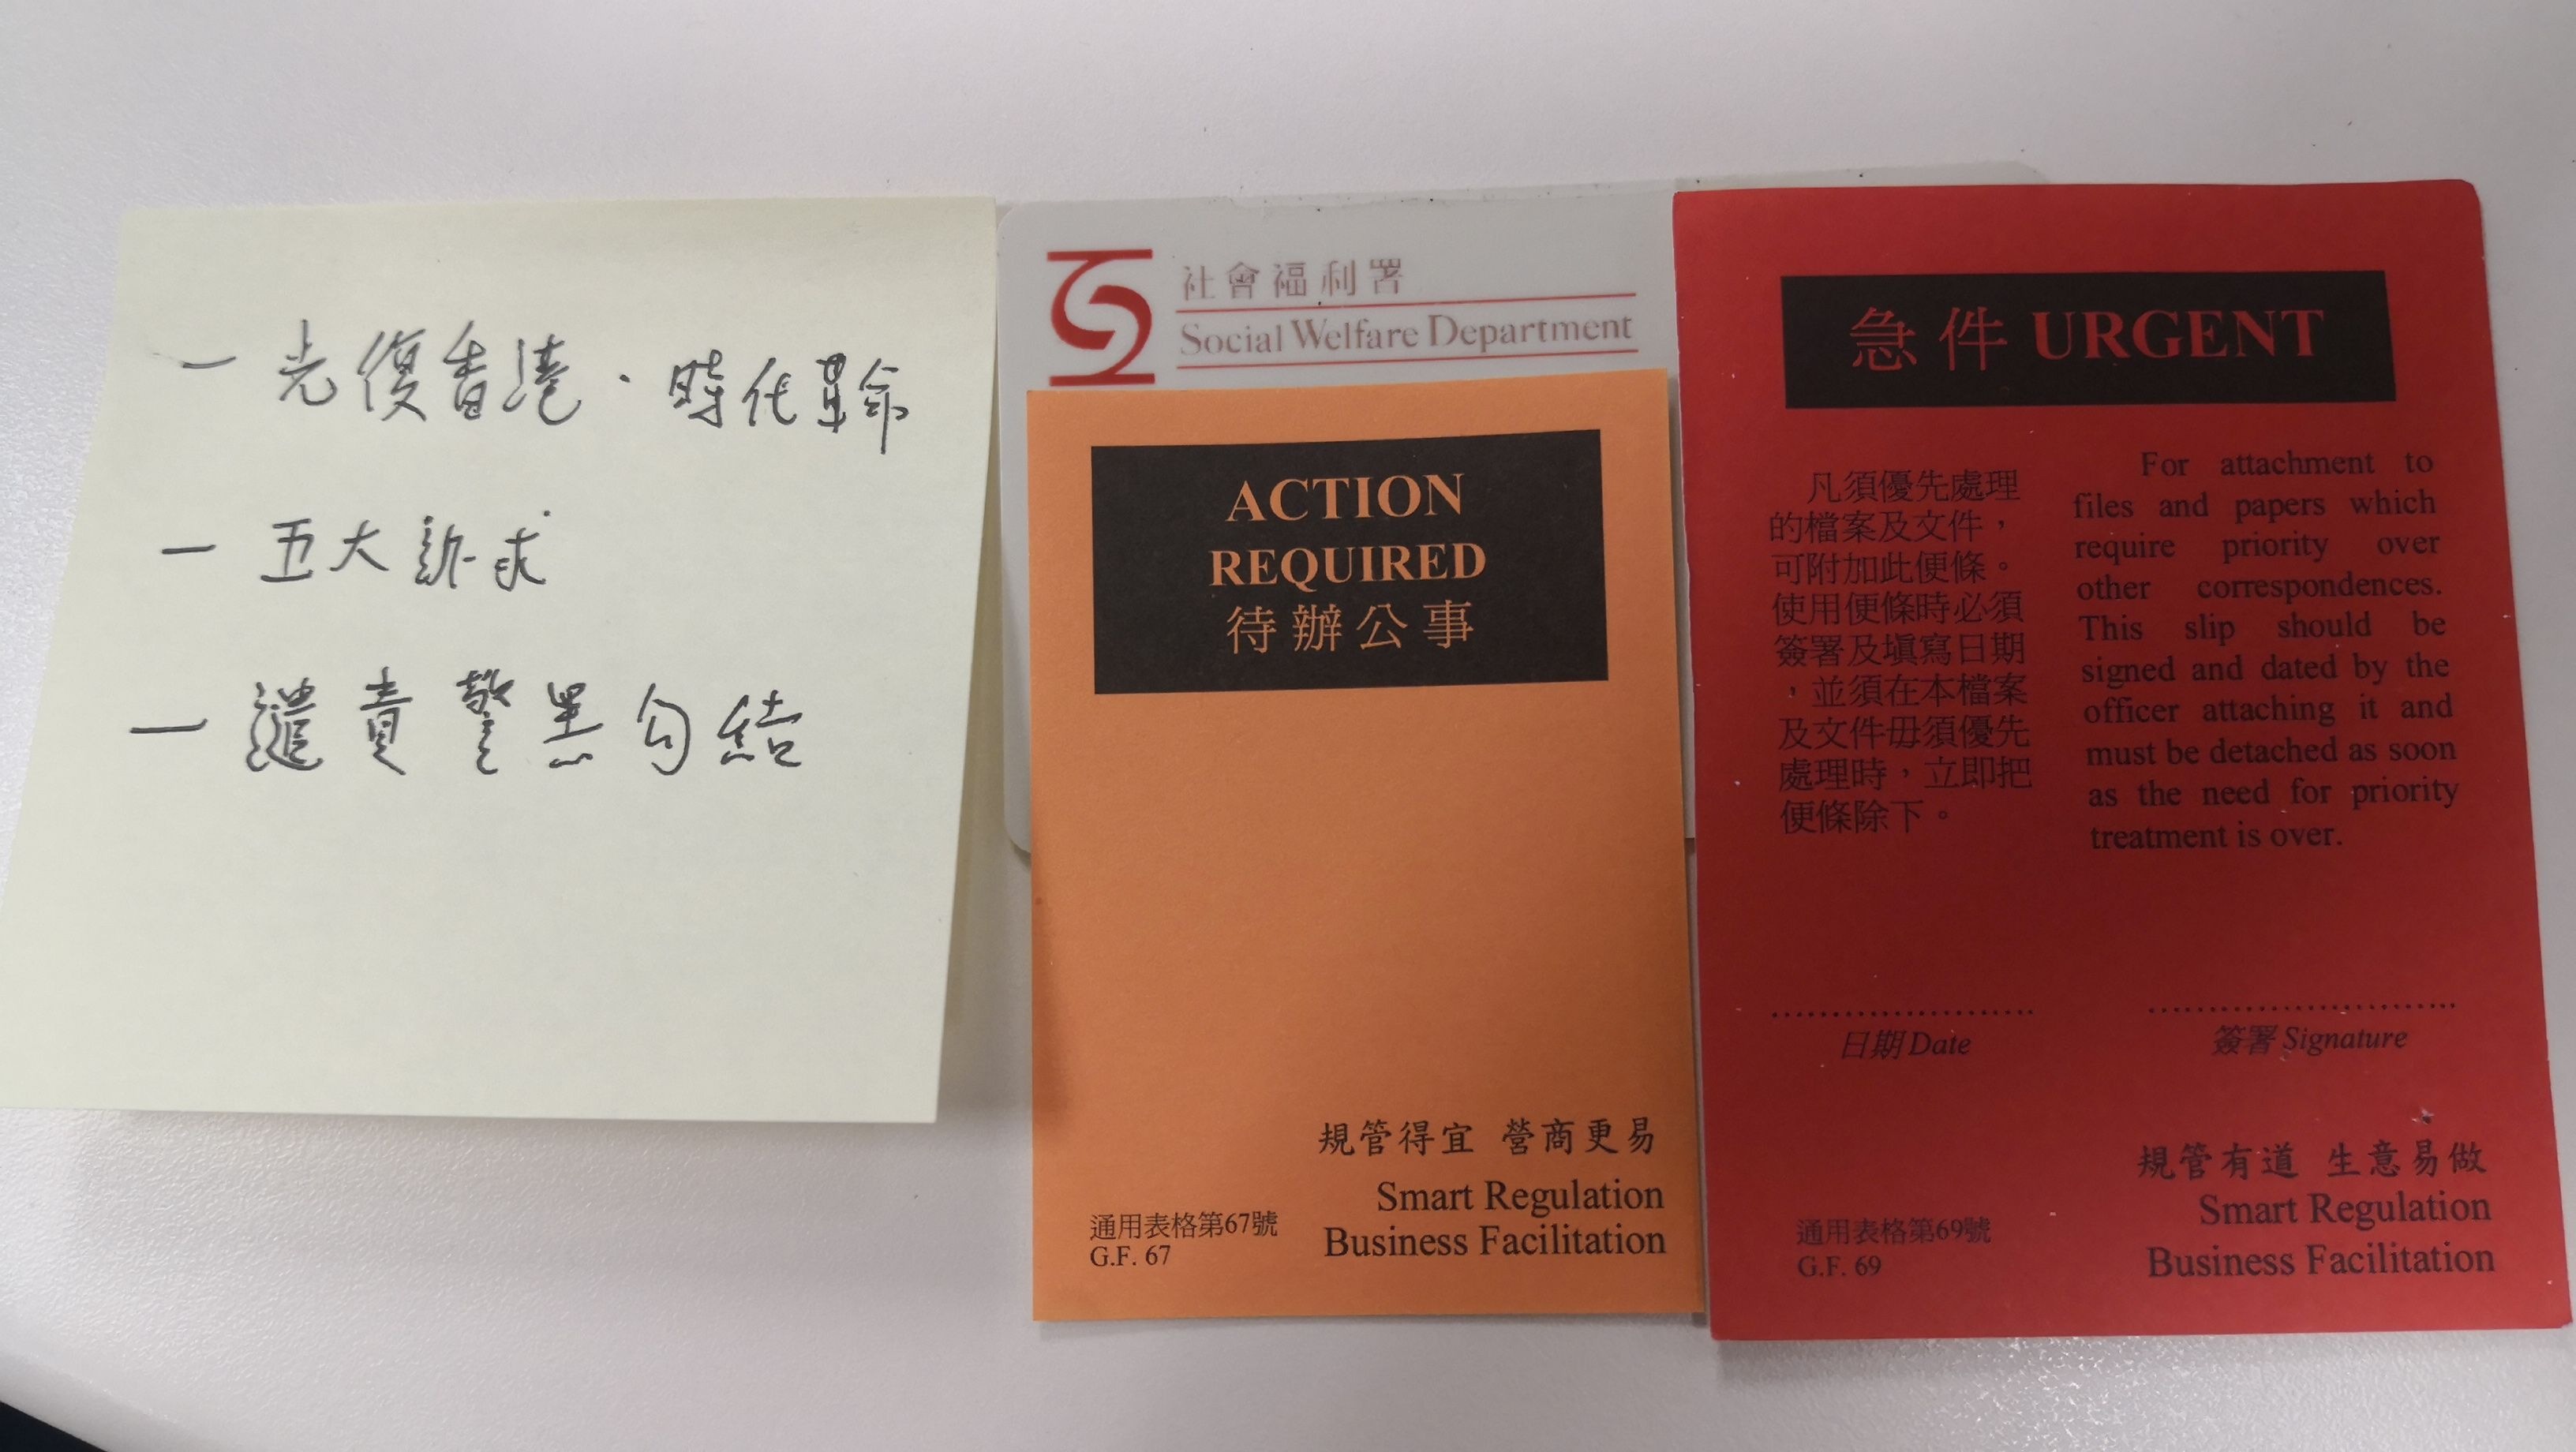 一 光復香港．時代革命
一 五大訴求
一 譴責警黑勾結
社會福利署
Social Welfare Department
ACTION
REQUIRED
待辦公事
規管得宜 營商更易
Smart Regulation
Business Facilitation
通用表格第67號
G.F. 67
急件 URGENT
凡須優先處理
的檔案及文件，
可附加此便條。
使用便條時必須
簽署及填寫日期
，並須在本檔案
及文件毋須優先
處理時，立即把
便條除下。
For attachment to
files and papers which
require priority over
other correspondences.
This slip should be
signed and dated by the
officer attaching it and
must be detached as soon
as the need for priority
treatment is over.
日期 Date
簽署 Signature
規管有道 生意易做
Smart Regulation
Business Facilitation
通用表格第69號
G.F. 69